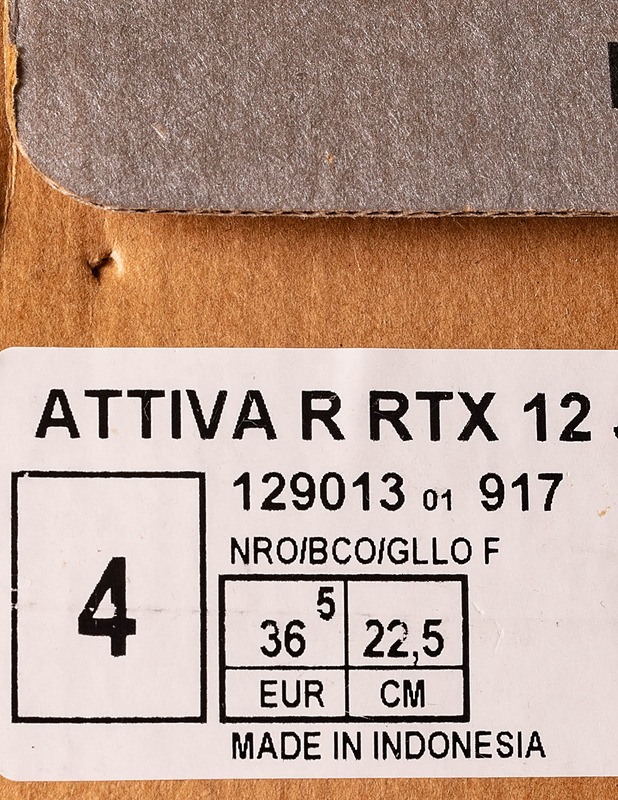 ATTIVA R RTX 12
129013 01 917
NRO/BCO/GLLO F
4
36 5 22,5
EUR CM
MADE IN INDONESIA